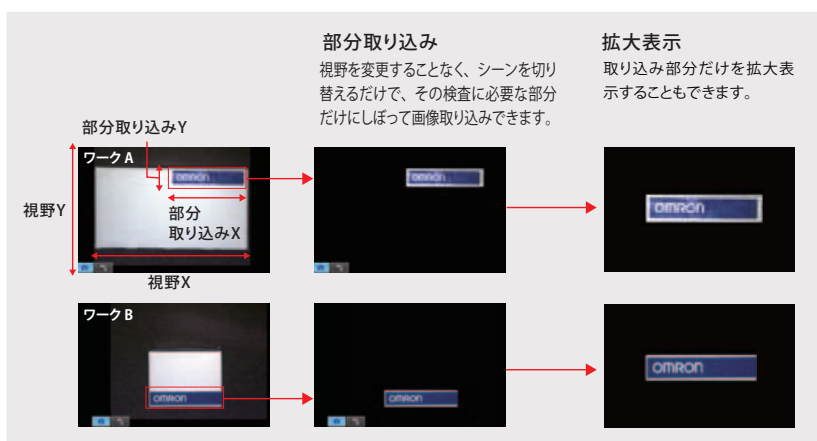 部分取り込み
視野を変更することなく、シーンを切り
替えるだけで、その検査に必要な部分
だけにしぼって画像取り込みできます。
拡大表示
取り込み部分だけを拡大表
示することもできます。
部分取り込みY
ワークA
omron
視野Y
部分
取り込みX
視野X
omron
omron
ワークB
omron
omron
omron